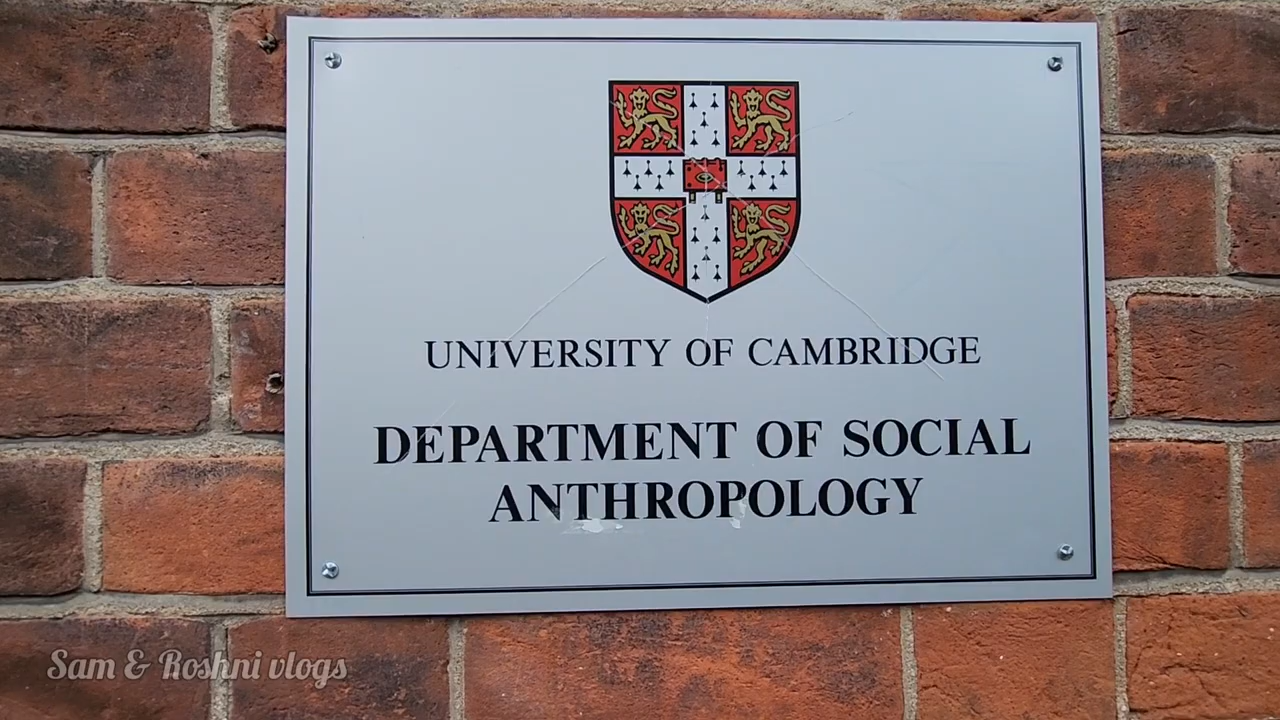 UNIVERSITY OF CAMBRIDGE
DEPARTMENT OF SOCIAL
ANTHROPOLOGY
Sam & Roshni vlogs